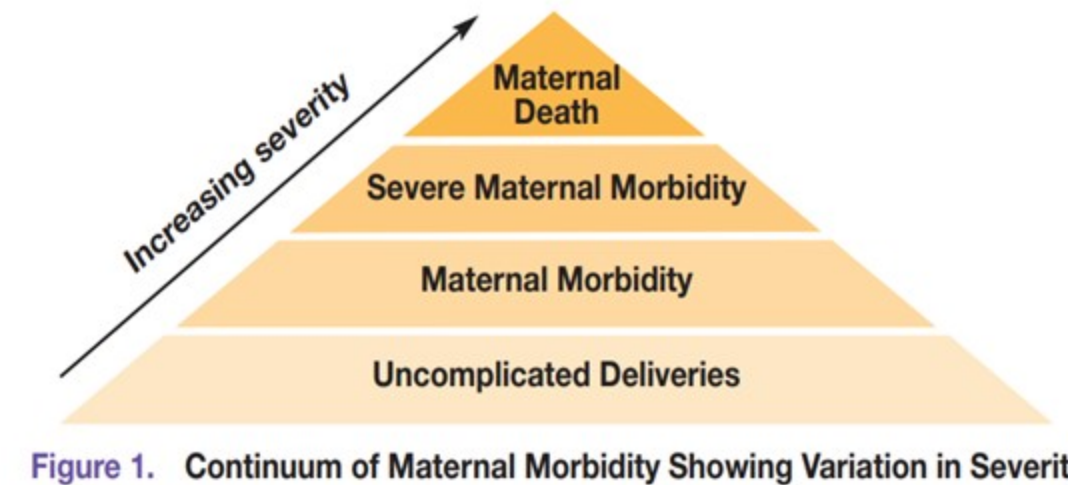 Increasing severity
Maternal
Death
Severe Maternal Morbidity
Maternal Morbidity
Uncomplicated Deliveries
Figure 1. Continuum of Maternal Morbidity Showing Variation in Severit